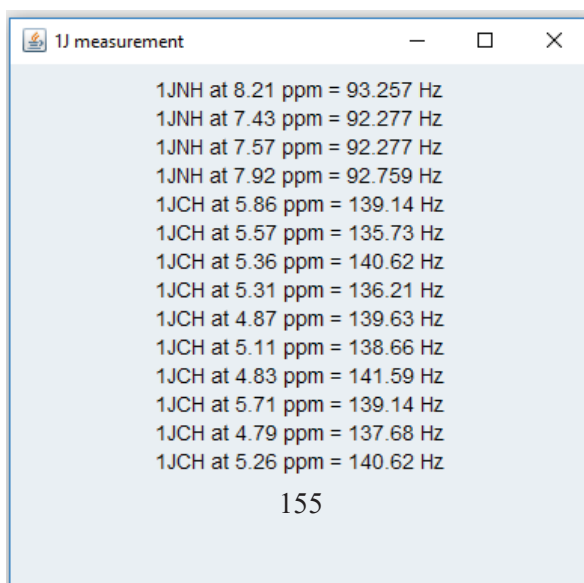 1J measurement
1JNH at 8.21 ppm = 93.257 Hz
1JNH at 7.43 ppm = 92.277 Hz
1JNH at 7.57 ppm = 92.277 Hz
1JNH at 7.92 ppm = 92.759 Hz
1JCH at 5.86 ppm = 139.14 Hz
1JCH at 5.57 ppm = 135.73 Hz
1JCH at 5.36 ppm = 140.62 Hz
1JCH at 5.31 ppm = 136.21 Hz
1JCH at 4.87 ppm = 139.63 Hz
1JCH at 5.11 ppm = 138.66 Hz
1JCH at 4.83 ppm = 141.59 Hz
1JCH at 5.71 ppm = 139.14 Hz
1JCH at 4.79 ppm = 137.68 Hz
1JCH at 5.26 ppm = 140.62 Hz
155